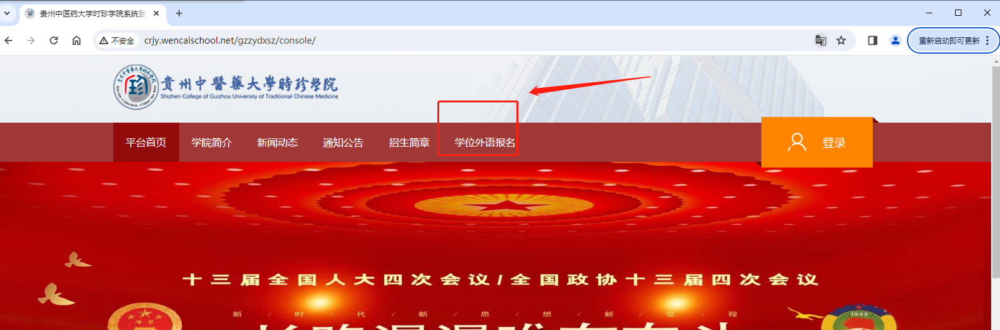 贵州中医药大学时珍学院系统登
不安全
crjy.wencaischool.net/gzzydxsz/console/
重新启动即可更新
貴州中醫藥大學時珍學院
Shizhen College of Guizhou University of Traditional Chinese Medicine
平台首页
学院简介
新闻动态
通知公告
招生简章
学位外语报名
登录
十三届全国人大四次会议/全国政协十三届四次会议
新 / 时 / 代 / 新 / 思 / 想 / 新 / 征 / 程
1949